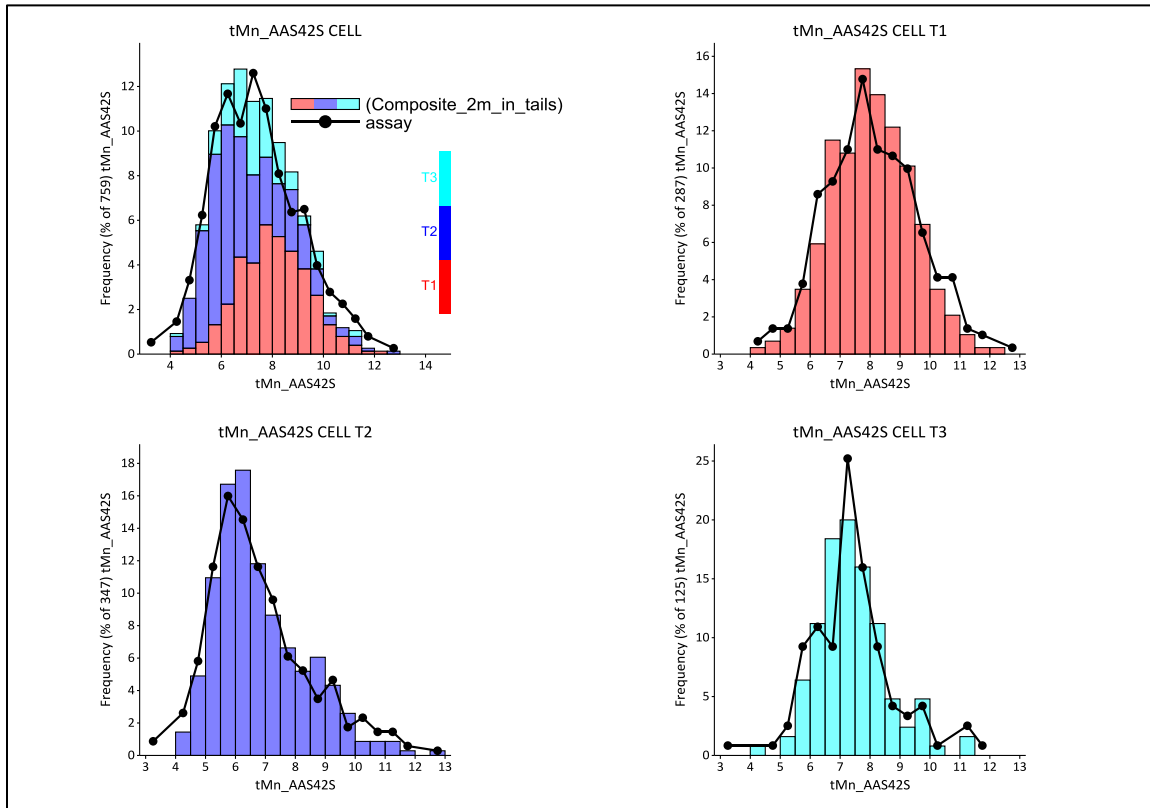 tMn_AAS42S CELL
Frequency (% of 759) tMn_AAS42S
12
10
8
6
4
2
0
(Composite_2m_in_tails)
assay
T3
T2
T1
4 6 8 10 12 14
tMn_AAS42S
tMn_AAS42S CELL T1
Frequency (% of 287) tMn_AAS42S
16
14
12
10
8
6
4
2
0
3 4 5 6 7 8 9 10 11 12 13
tMn_AAS42S
tMn_AAS42S CELL T2
Frequency (% of 347) tMn_AAS42S
18
16
14
12
10
8
6
4
2
0
3 4 5 6 7 8 9 10 11 12 13
tMn_AAS42S
tMn_AAS42S CELL T3
Frequency (% of 125) tMn_AAS42S
25
20
15
10
5
0
3 4 5 6 7 8 9 10 11 12 13
tMn_AAS42S